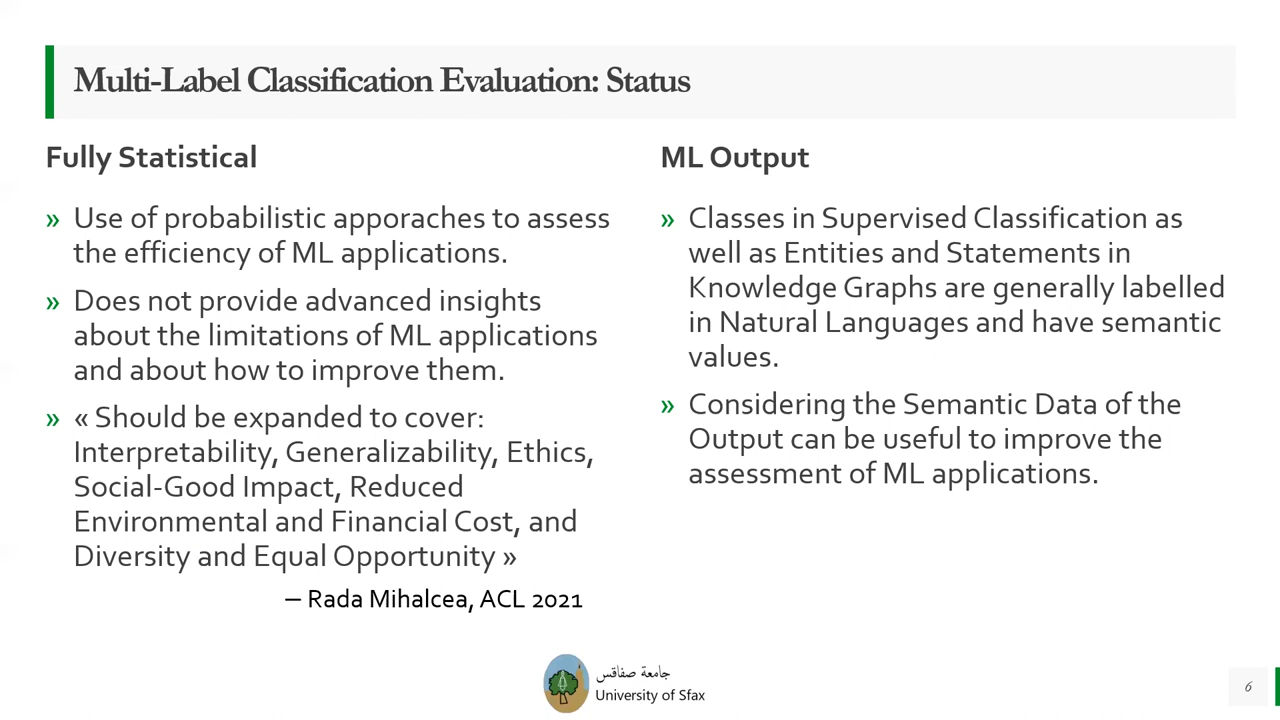 Multi-Label Classification Evaluation: Status
Fully Statistical
» Use of probabilistic apporaches to assess
the efficiency of ML applications.
» Does not provide advanced insights
about the limitations of ML applications
and about how to improve them.
» « Should be expanded to cover:
Interpretability, Generalizability, Ethics,
Social-Good Impact, Reduced
Environmental and Financial Cost, and
Diversity and Equal Opportunity »
– Rada Mihalcea, ACL 2021
ML Output
» Classes in Supervised Classification as
well as Entities and Statements in
Knowledge Graphs are generally labelled
in Natural Languages and have semantic
values.
» Considering the Semantic Data of the
Output can be useful to improve the
assessment of ML applications.
جامعة صفاقس
University of Sfax
6